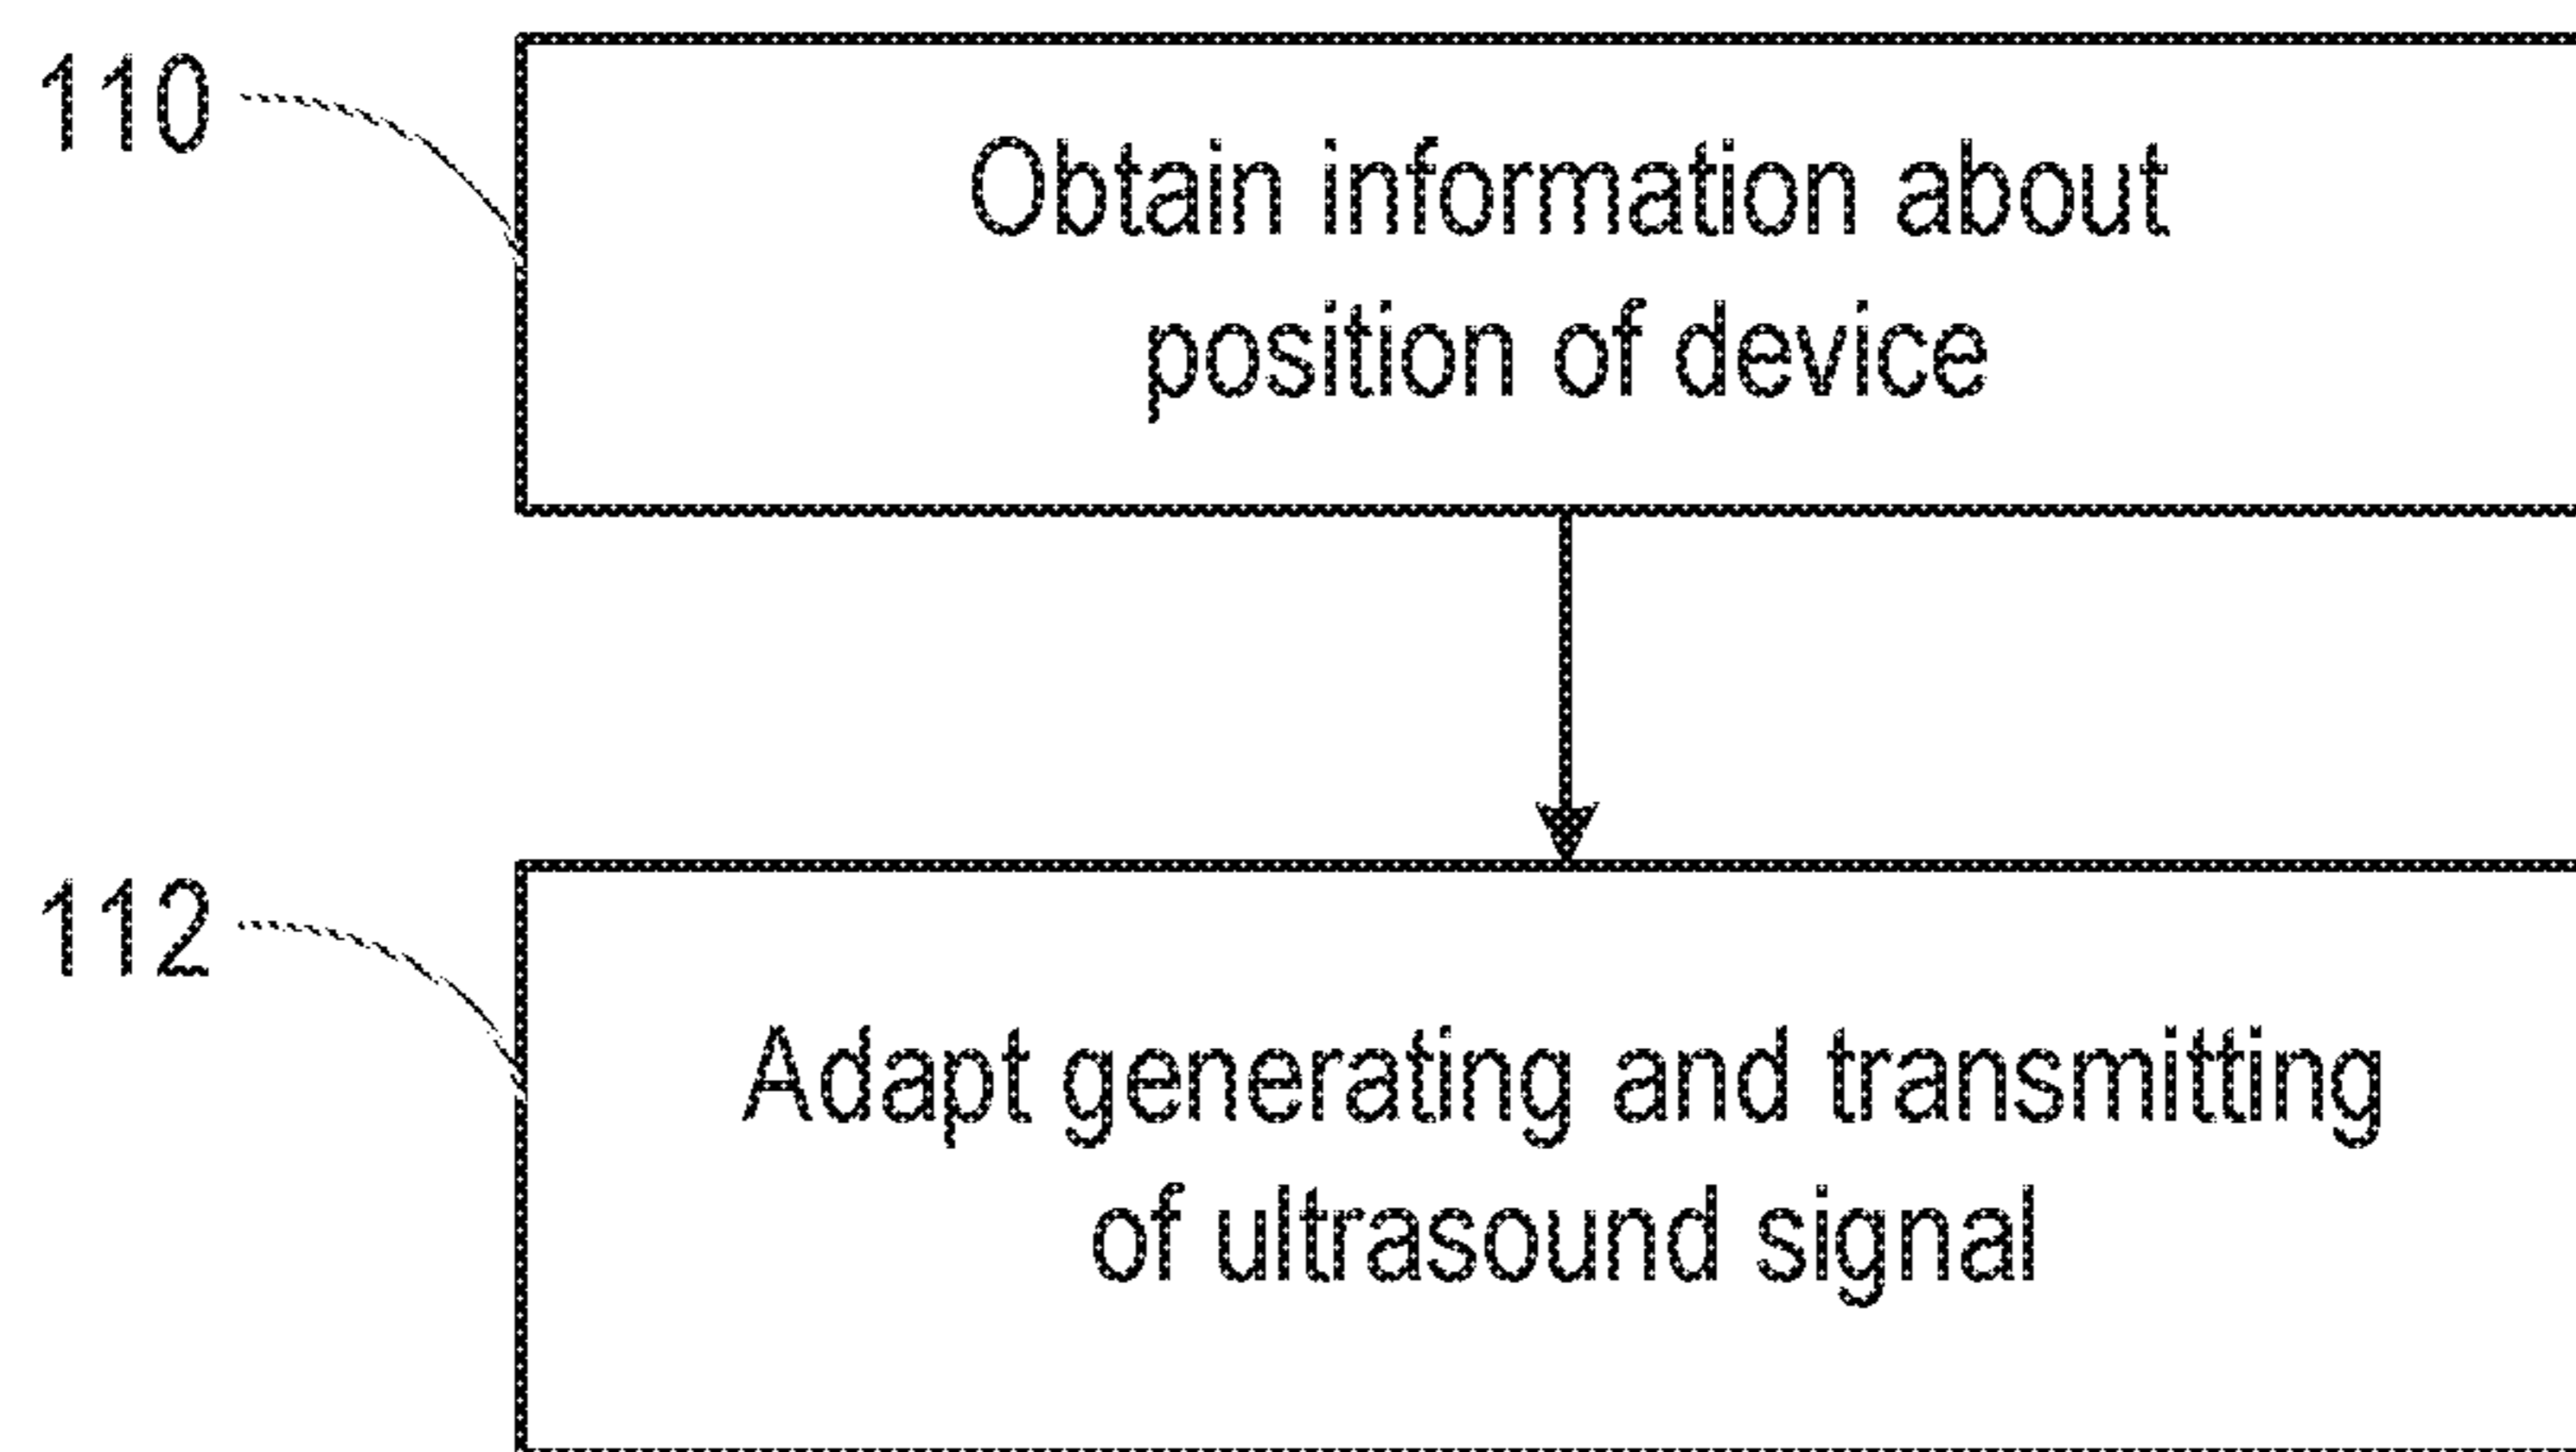 110
Obtain information about
position of device
112
Adapt generating and transmitting
of ultrasound signal